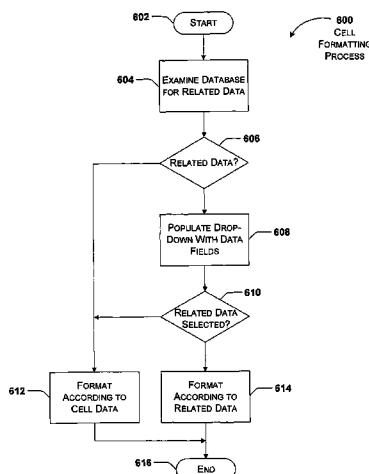 602
START
600
CELL
FORMATTING
PROCESS
604
EXAMINE DATABASE
FOR RELATED DATA
606
RELATED DATA?
POPULATE DROP-
DOWN WITH DATA
FIELDS
608
610
RELATED DATA
SELECTED?
612
FORMAT
ACCORDING TO
CELL DATA
FORMAT
ACCORDING TO
RELATED DATA
614
616
END